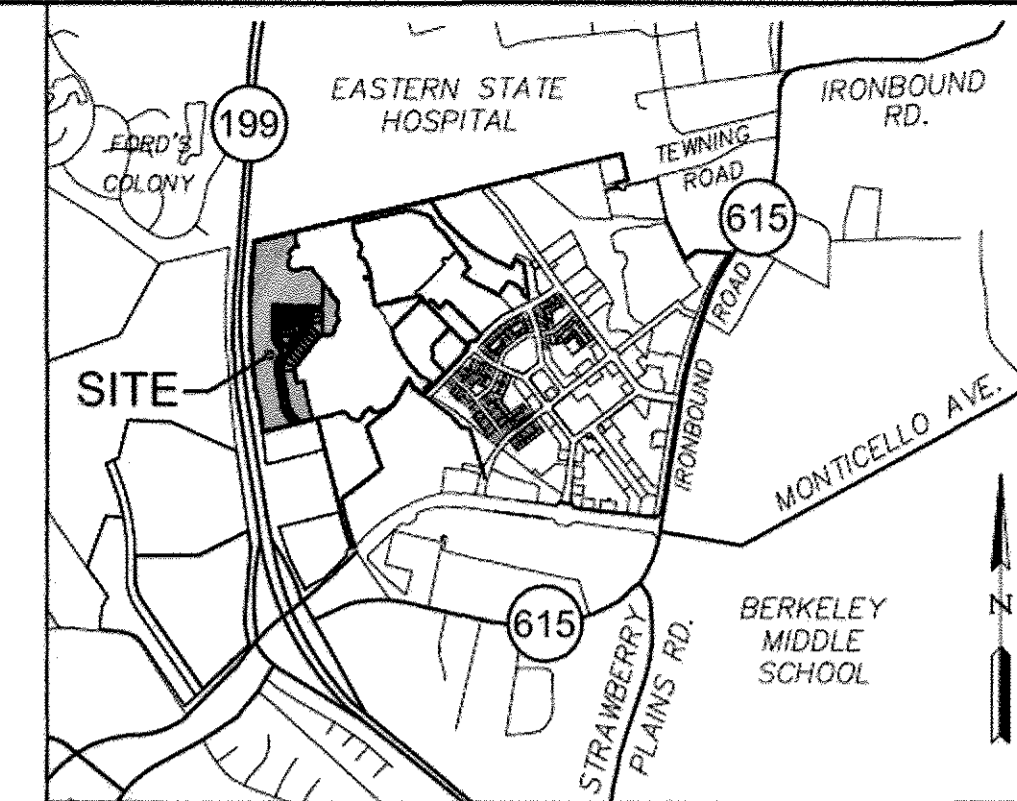 EASTERN STATE
HOSPITAL
IRONBOUND
RD.
199
FORD'S
COLONY
TEWNING
ROAD
615
ROAD
IRONBOUND
SITE
MONTICELLO AVE.
N
615
STRAWBERRY
PLAINS RD.
BERKELEY
MIDDLE
SCHOOL